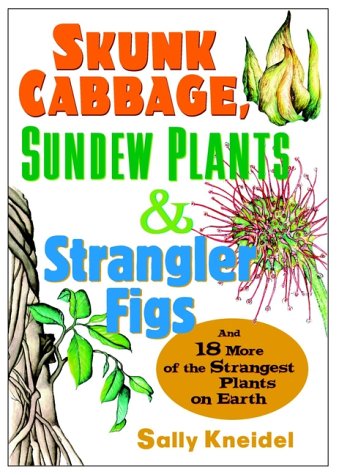 SKUNK
CABBAGE,
SUNDEW PLANTS
&
Strangler
Figs
And
18 More
of the Strangest
Plants
on Earth
Sally Kneidel